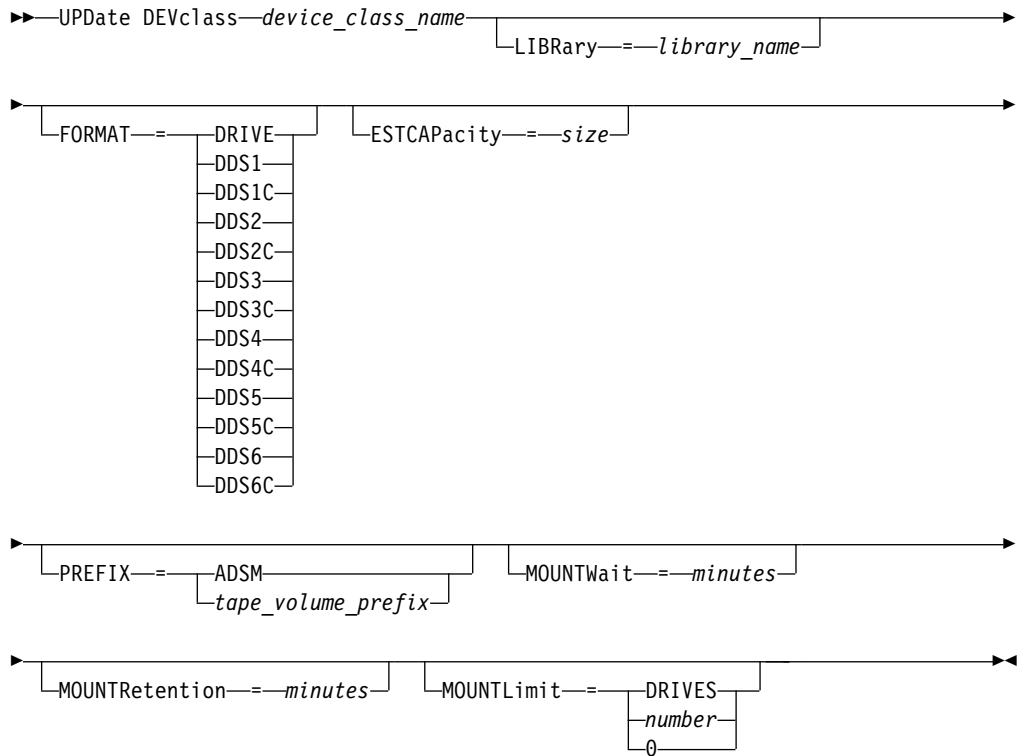 UPDate DEVclass device_class_name
LIBRary = library_name
FORMAT = DRIVE
DDS1
DDS1C
DDS2
DDS2C
DDS3
DDS3C
DDS4
DDS4C
DDS5
DDS5C
DDS6
DDS6C
ESTCAPacity = size
PREFIX = ADSM
tape_volume_prefix
MOUNTWait = minutes
MOUNTRetention = minutes
MOUNTLimit = DRIVES
number
0